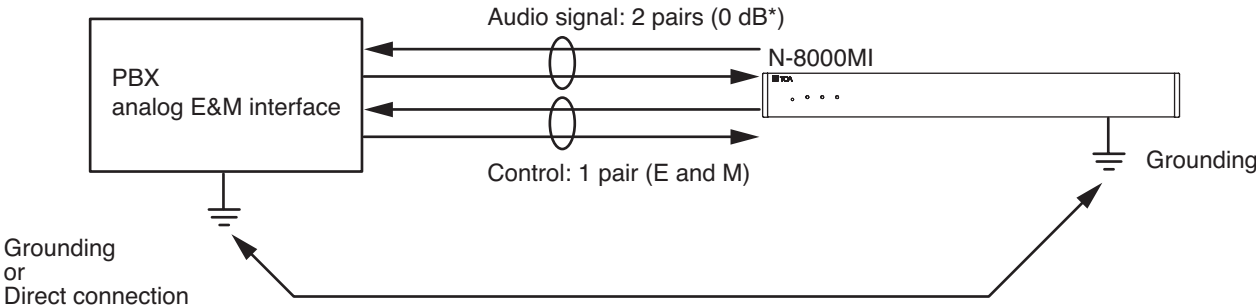 Audio signal: 2 pairs (0 dB*)
N-8000MI
TOA
PBX
analog E&M interface
Control: 1 pair (E and M)
Grounding
Grounding
or
Direct connection